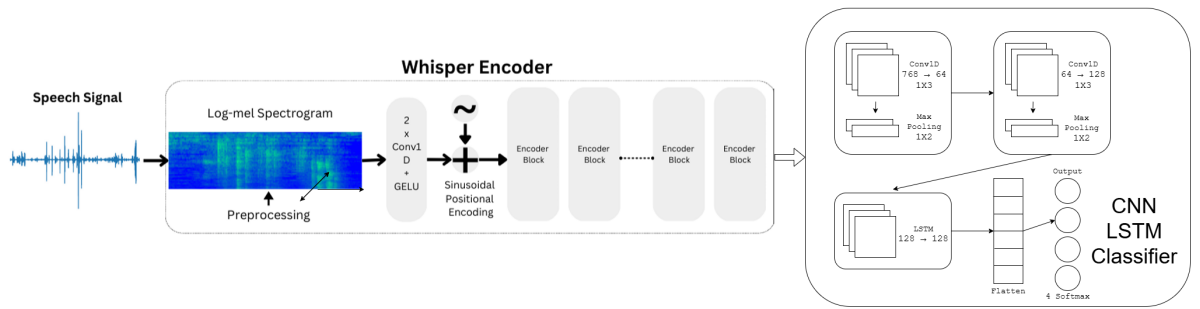 Speech Signal
Whisper Encoder
Log-mel Spectrogram
Preprocessing
2
x
Conv1
D
+
GELU
~
+
Sinusoidal
Positional
Encoding
Encoder
Block
Encoder
Block
Encoder
Block
Encoder
Block
Conv1D
768 → 64
1X3
Max
Pooling
1X2
Conv1D
64 → 128
1X3
Max
Pooling
1X2
LSTM
128 → 128
Flatten
Output
4 Softmax
CNN
LSTM
Classifier